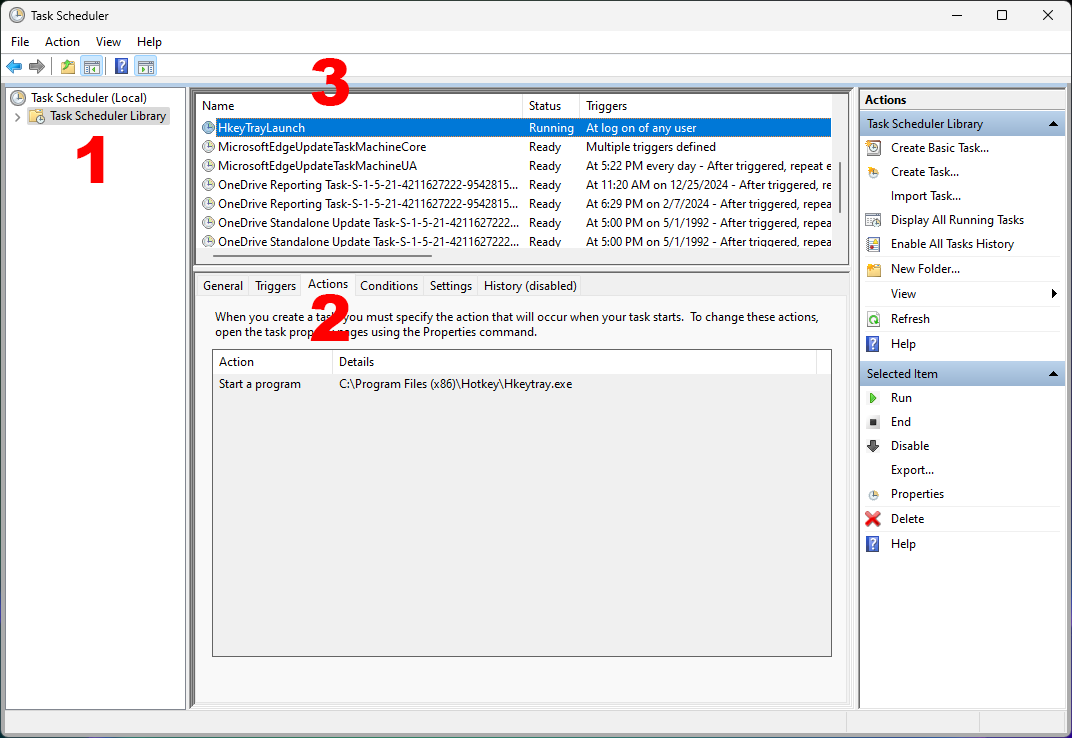 Task Scheduler
File Action View Help
3
Task Scheduler (Local)
Task Scheduler Library
1
Name Status Triggers
HkeyTrayLaunch Running At log on of any user
MicrosoftEdgeUpdateTaskMachineCore Ready Multiple triggers defined
MicrosoftEdgeUpdateTaskMachineUA Ready At 5:22 PM every day - After triggered, repeat e
OneDrive Reporting Task-S-1-5-21-4211627222-9542815... Ready At 11:20 AM on 12/25/2024 - After triggered, re
OneDrive Reporting Task-S-1-5-21-4211627222-9542815... Ready At 6:29 PM on 2/7/2024 - After triggered, repea
OneDrive Standalone Update Task-S-1-5-21-4211627222... Ready At 5:00 PM on 5/1/1992 - After triggered, repea
OneDrive Standalone Update Task-S-1-5-21-4211627222... Ready At 5:00 PM on 5/1/1992 - After triggered, repea
General Triggers Actions Conditions Settings History (disabled)
2
When you create a task, you must specify the action that will occur when your task starts. To change these actions,
open the task pages using the Properties command.
Action Details
Start a program C:\Program Files (x86)\Hotkey\Hkeytray.exe
Actions
Task Scheduler Library
Create Basic Task...
Create Task...
Import Task...
Display All Running Tasks
Enable All Tasks History
New Folder...
View
Refresh
Help
Selected Item
Run
End
Disable
Export...
Properties
Delete
Help